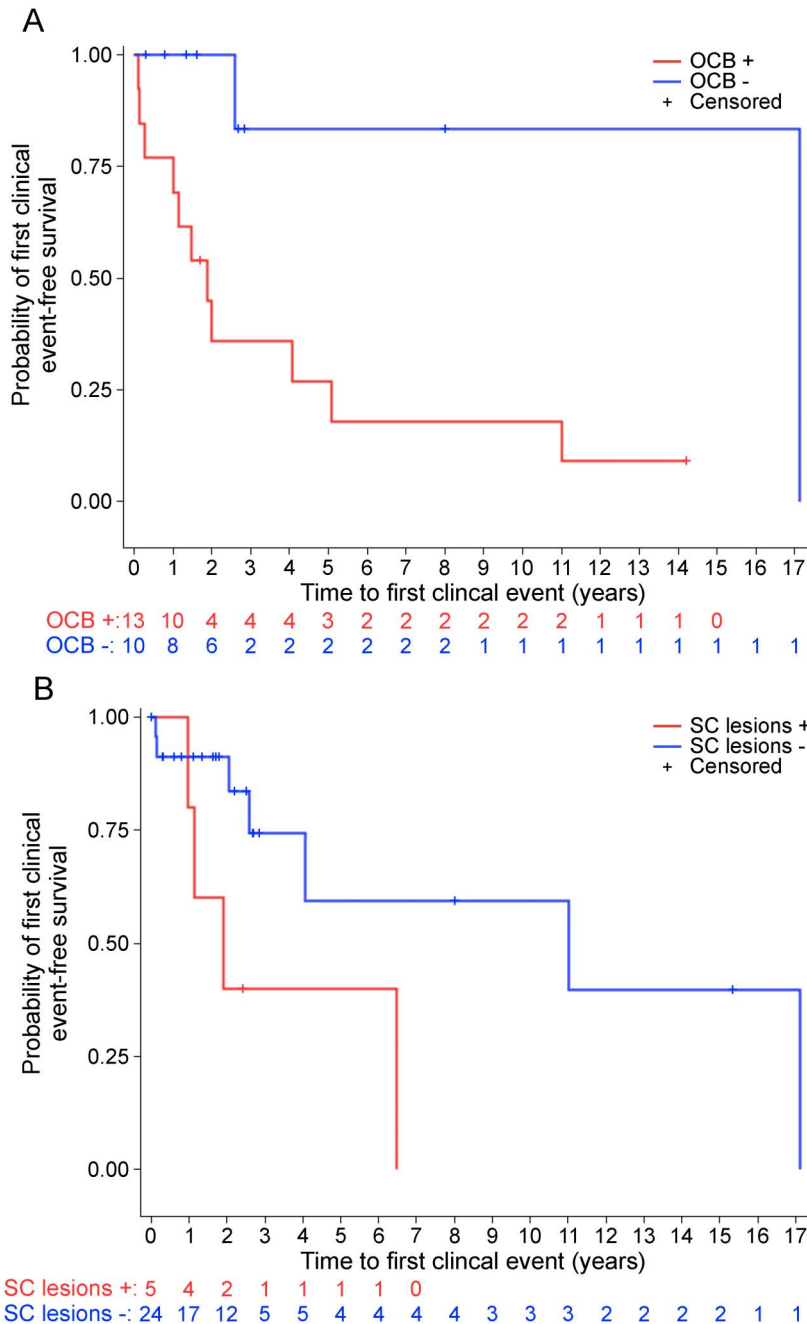 A
1.00
0.75
0.50
0.25
0.00
Probability of first clinical
event-free survival
OCB +
OCB -
+ Censored
0 1 2 3 4 5 6 7 8 9 10 11 12 13 14 15 16 17
Time to first clincal event (years)
OCB +: 13 10 4 4 4 3 2 2 2 2 2 2 1 1 1 0
OCB -: 10 8 6 2 2 2 2 2 2 1 1 1 1 1 1 1 1 1
B
1.00
0.75
0.50
0.25
0.00
Probability of first clinical
event-free survival
SC lesions +
SC lesions -
+ Censored
0 1 2 3 4 5 6 7 8 9 10 11 12 13 14 15 16 17
Time to first clincal event (years)
SC lesions +: 5 4 2 1 1 1 1 0
SC lesions -: 24 17 12 5 5 4 4 4 4 3 3 3 2 2 2 2 1 1